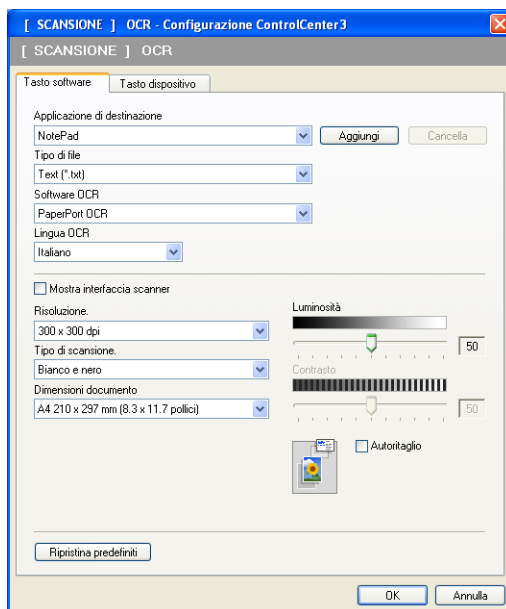 [ SCANSIONE ] OCR - Configurazione ControlCenter3
[ SCANSIONE ] OCR
Tasto software Tasto dispositivo
Applicazione di destinazione
NotePad Aggiungi Cancella
Tipo di file
Text (*.txt)
Software OCR
PaperPort OCR
Lingua OCR
Italiano
Mostra interfaccia scanner
Risoluzione.
300 x 300 dpi
Tipo di scansione.
Bianco e nero
Dimensioni documento
A4 210 x 297 mm (8.3 x 11.7 pollici)
Luminosità
50
Contrasto
50
Autoritaglio
Ripristina predefiniti
OK Annulla